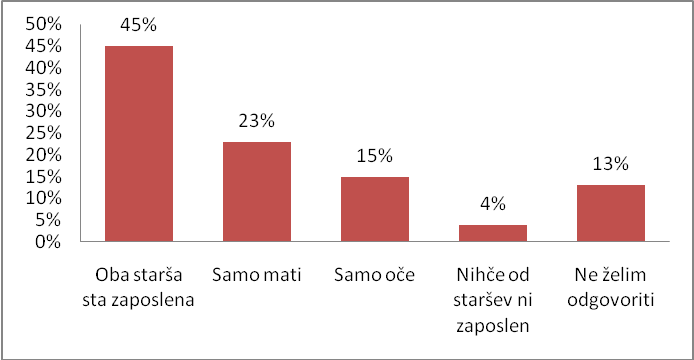 50%
45%
40%
35%
30%
25%
20%
15%
10%
5%
0%
45%
23%
15%
4%
13%
Oba starša
sta zaposlena
Samo mati
Samo oče
Nihče od
staršev ni
zaposlen
Ne želim
odgovoriti